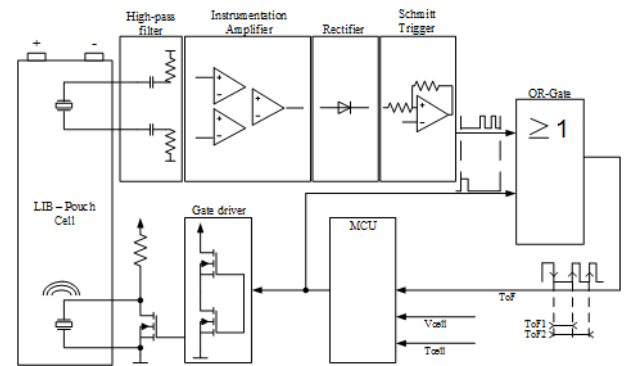 High-pass
filter
Instrumentation
Amplifier
Rectifier
Schmitt
Trigger
OR-Gate
+ -
+
-
+
-
+
-
+
-
≥ 1
LIB – Pouch
Cell
Gate driver
MCU
ToF
Vcell
Tcell
ToF1
ToF2